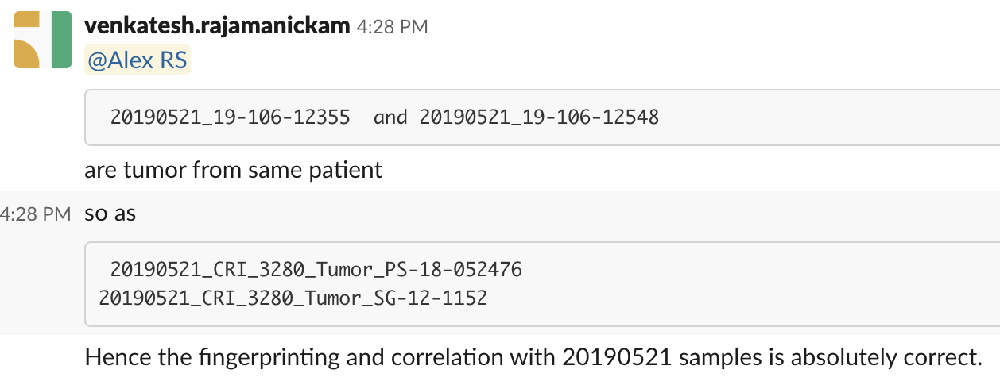 venkatesh.rajamanickam 4:28 PM
@Alex RS
20190521_19-106-12355  and 20190521_19-106-12548
are tumor from same patient
4:28 PM so as
20190521_CRI_3280_Tumor_PS-18-052476
20190521_CRI_3280_Tumor_SG-12-1152
Hence the fingerprinting and correlation with 20190521 samples is absolutely correct.